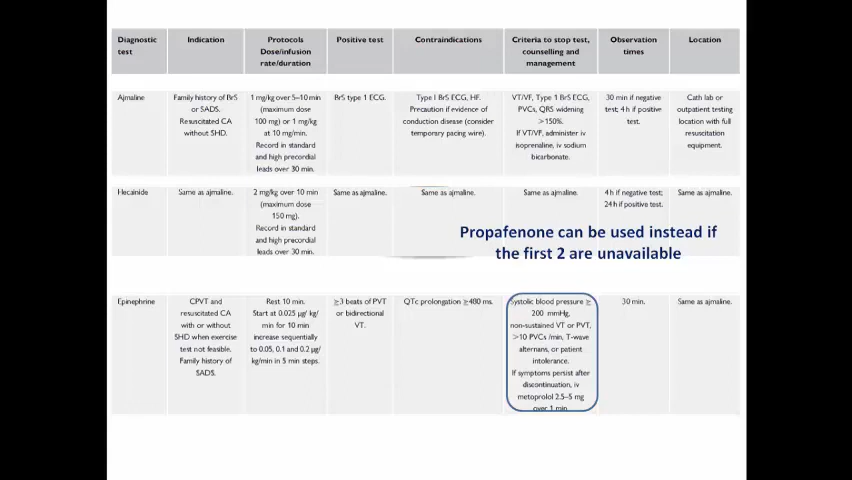 Diagnostic test
Indication
Protocols
Dose/infusion
rate/duration
Positive test
Contraindications
Criteria to stop test,
counselling and
management
Observation
times
Location
Ajmaline
Family history of BrS
or SADS.
Resuscitated CA
without SHD.
1 mg/kg over 5–10 min
(maximum dose
100 mg) or 1 mg/kg
at 10 mg/min.
Record in standard
and high precordial
leads over 30 min.
BrS type 1 ECG.
Type I BrS ECG, HF.
Precaution if evidence of
conduction disease (consider
temporary pacing wire).
VT/VF, Type 1 BrS ECG,
PVCs, QRS widening
>150%.
If VT/VF, administer iv
isoprenaline, iv sodium
bicarbonate.
30 min if negative
test; 4 h if positive
test.
Cath lab or
outpatient testing
location with full
resuscitation
equipment.
Flecainide
Same as ajmaline.
2 mg/kg over 10 min
(maximum dose
150 mg).
Record in standard
and high precordial
leads over 30 min.
Same as ajmaline.
Same as ajmaline.
Same as ajmaline.
4 h if negative test;
24 h if positive test.
Same as ajmaline.
Propafenone can be used instead if
the first 2 are unavailable
Epinephrine
CPVT and
resuscitated CA
with or without
SHD when exercise
test not feasible.
Family history of
SADS.
Rest 10 min.
Start at 0.025 µg/ kg/
min for 10 min
increase sequentially
to 0.05, 0.1 and 0.2 µg/
kg/min in 5 min steps.
≥3 beats of PVT
or bidirectional
VT.
QTc prolongation ≥480 ms.
Systolic blood pressure ≥
200 mmHg,
non-sustained VT or PVT,
>10 PVCs /min, T-wave
alternans, or patient
intolerance.
If symptoms persist after
discontinuation, iv
metoprolol 2.5–5 mg
over 1 min.
30 min.
Same as ajmaline.